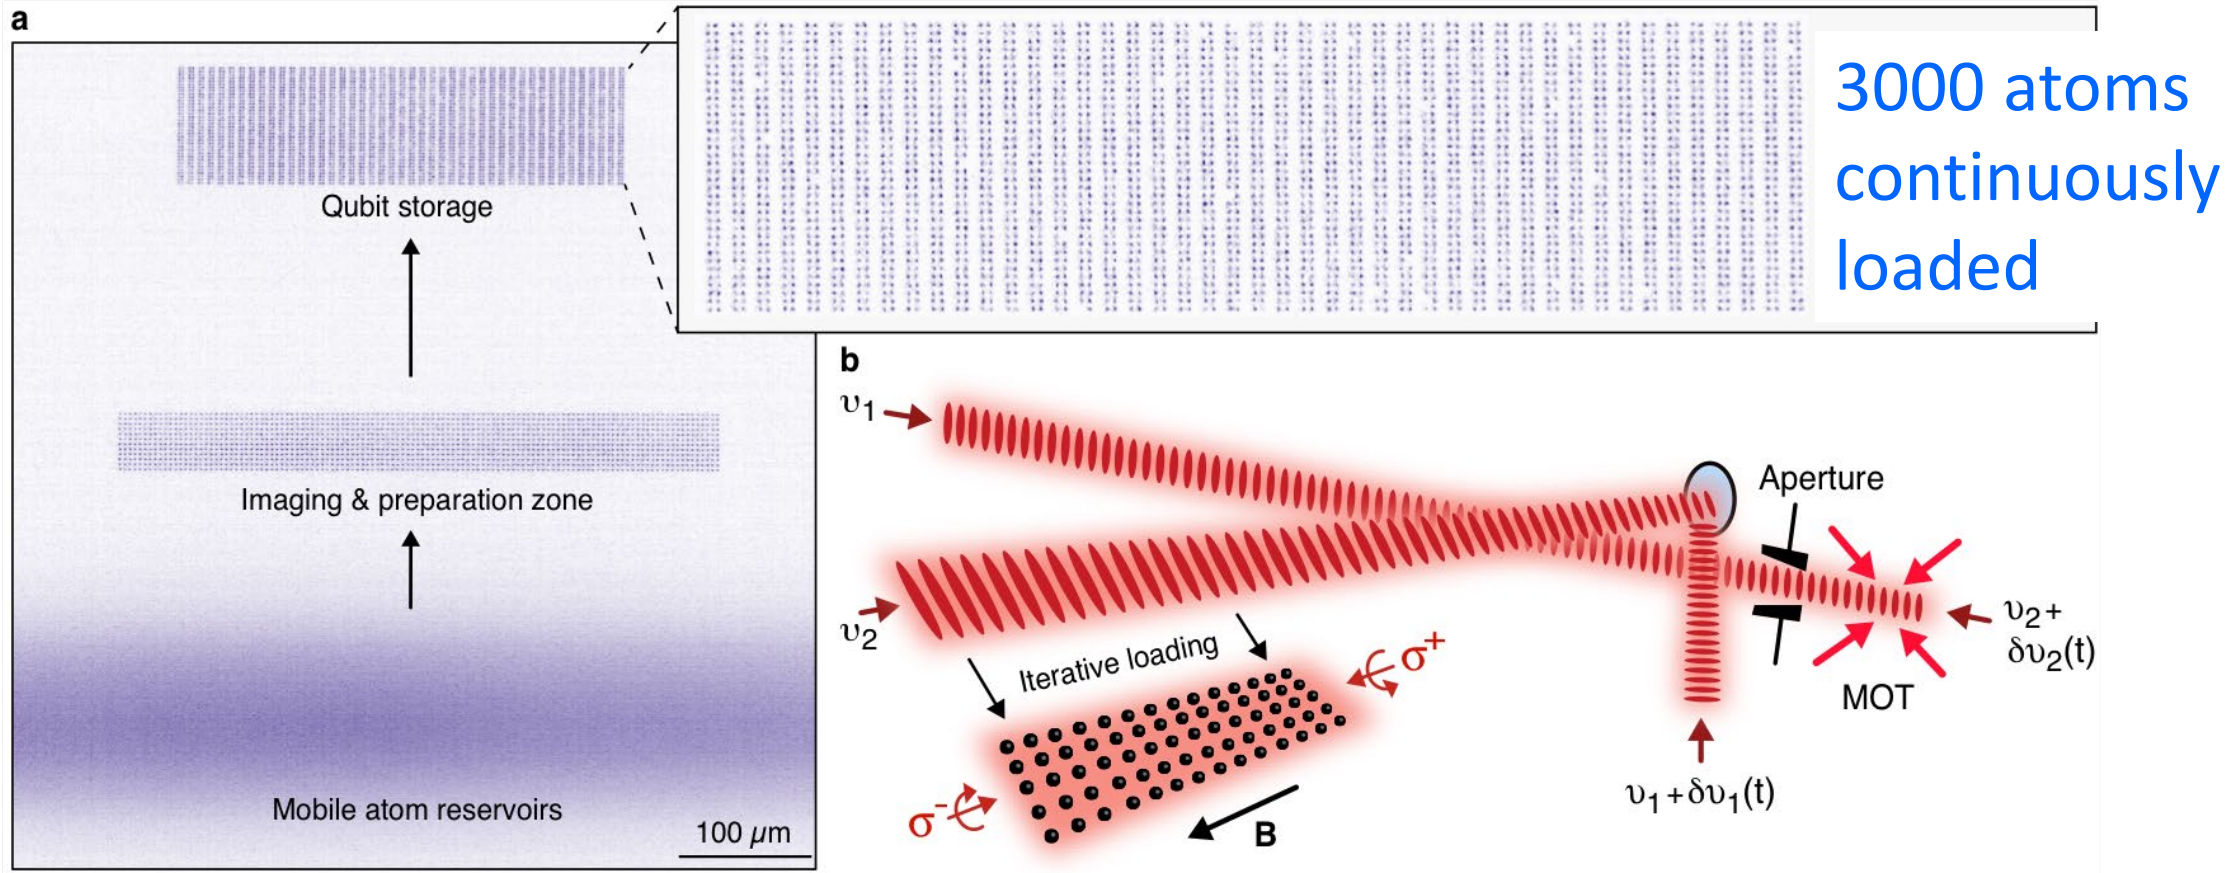 a
Qubit storage
Imaging & preparation zone
Mobile atom reservoirs
100 µm
3000 atoms
continuously
loaded
b
υ₁
υ₂
Iterative loading
σ⁺
σ⁻
B
Aperture
MOT
υ₂+
δυ₂(t)
υ₁+δυ₁(t)